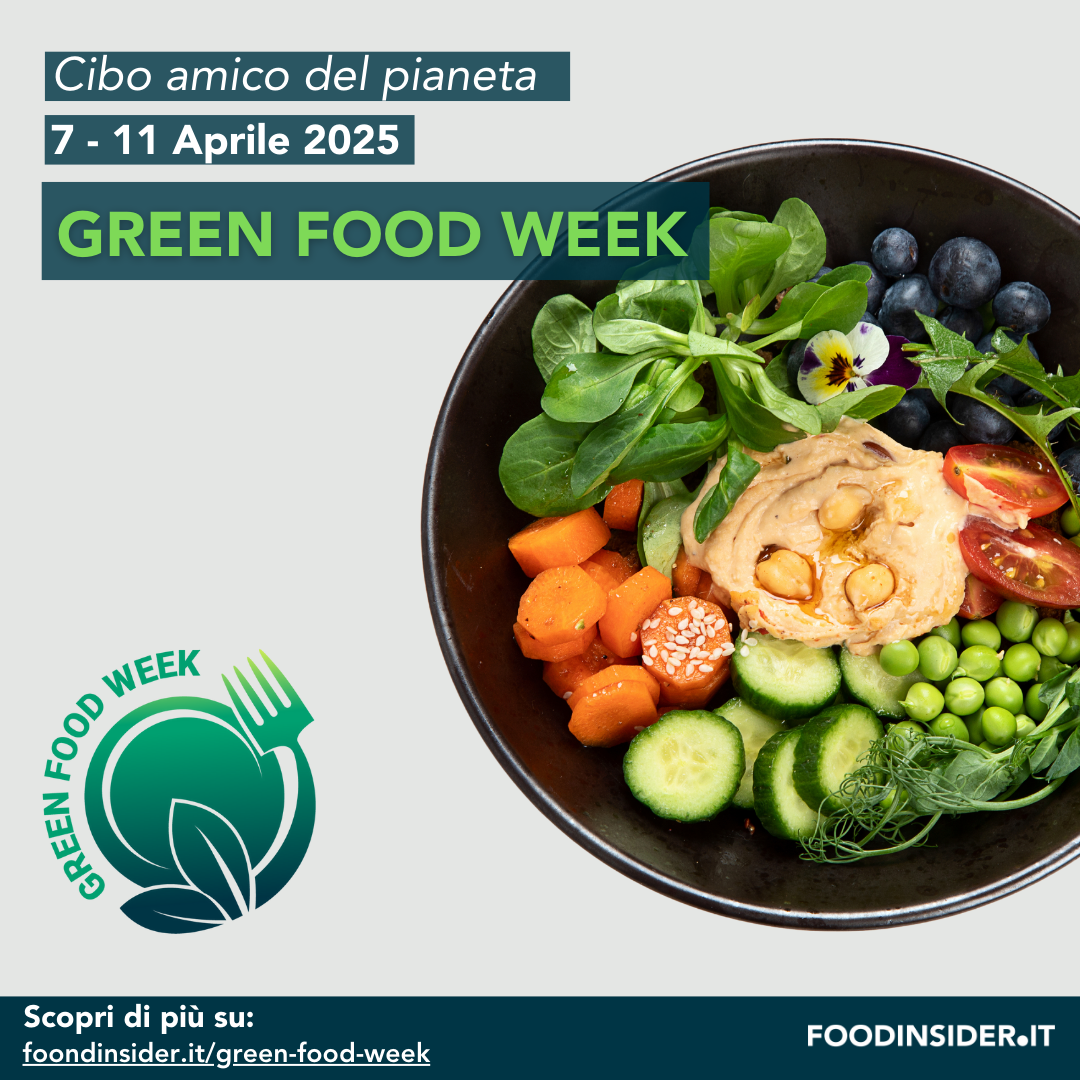 Cibo amico del pianeta
7 - 11 Aprile 2025
GREEN FOOD WEEK
GREEN FOOD WEEK
Scopri di più su:
foondinsider.it/green-food-week
FOODINSIDER.IT